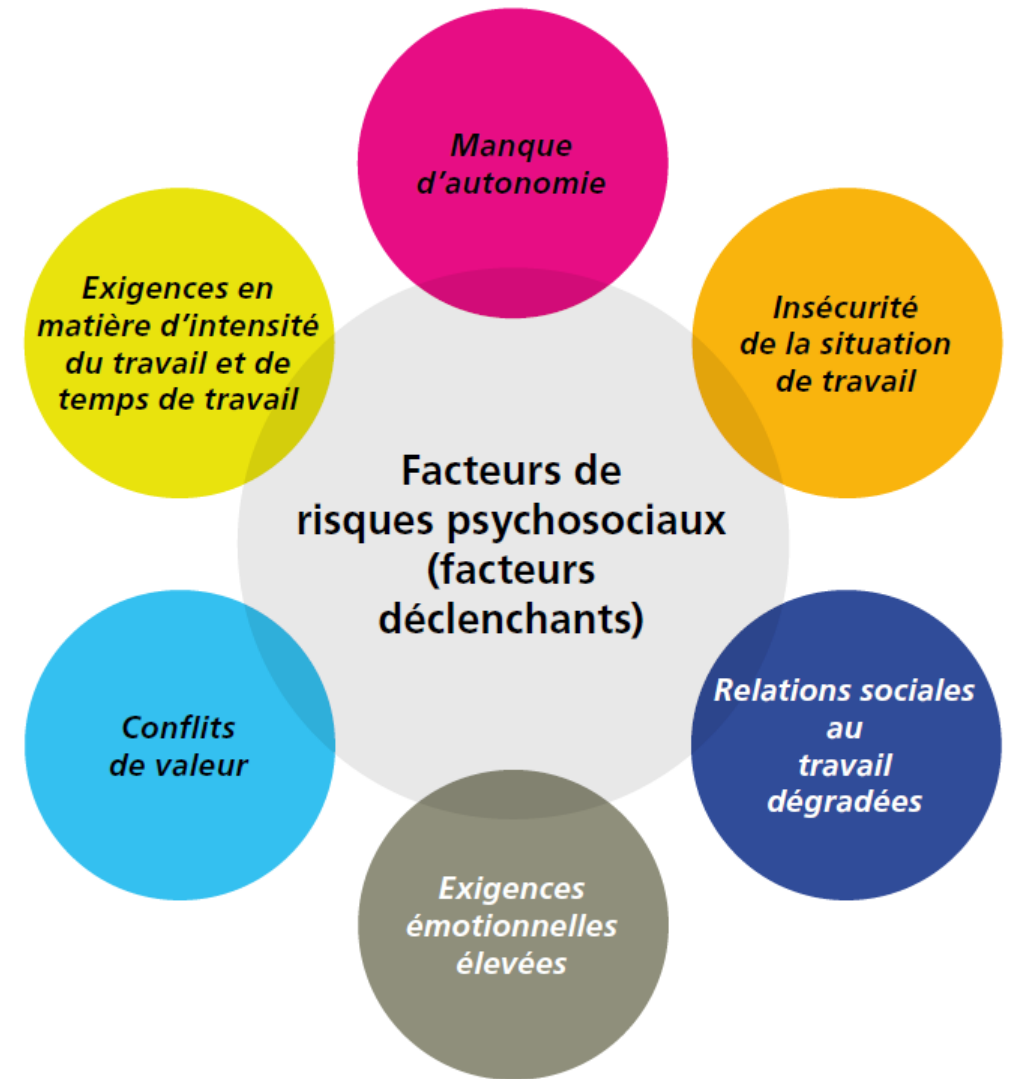 Manque
d'autonomie
Exigences en
matière d'intensité
du travail et de
temps de travail
Insécurité
de la situation
de travail
Facteurs de
risques psychosociaux
(facteurs
déclenchants)
Conflits
de valeur
Relations sociales
au
travail
dégradées
Exigences
émotionnelles
élevées